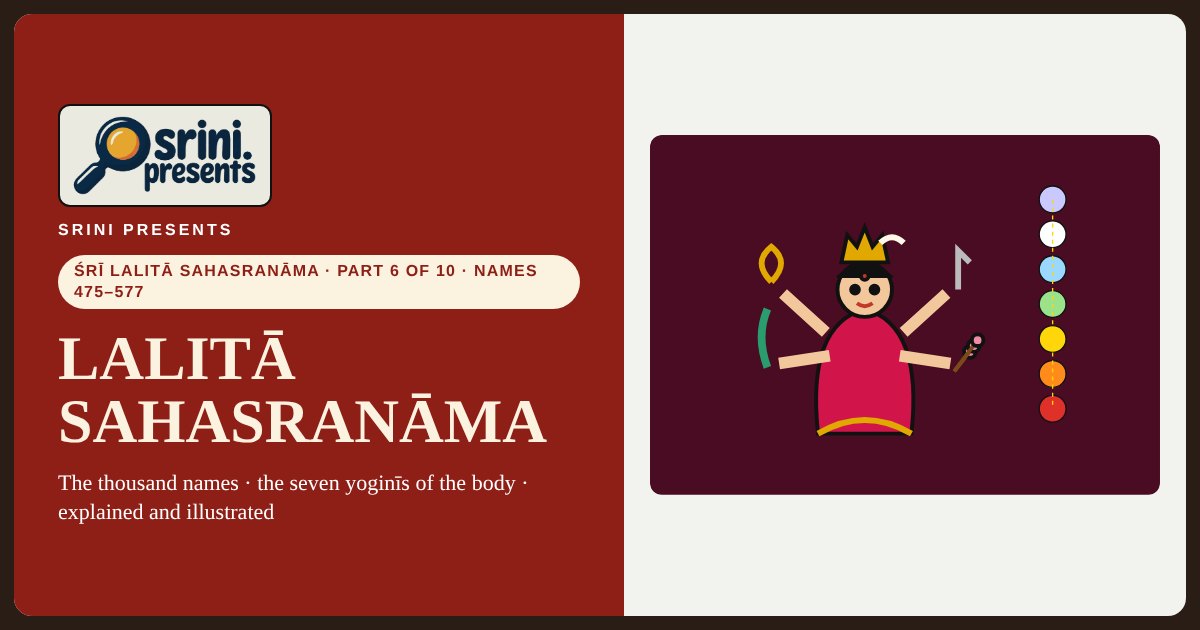 srini.
presents
SRINI PRESENTS
ŚRĪ LALITĀ SAHASRANĀMA · PART 6 OF 10 · NAMES
475–577
LALITĀ
SAHASRANĀMA
The thousand names · the seven yoginīs of the body ·
explained and illustrated